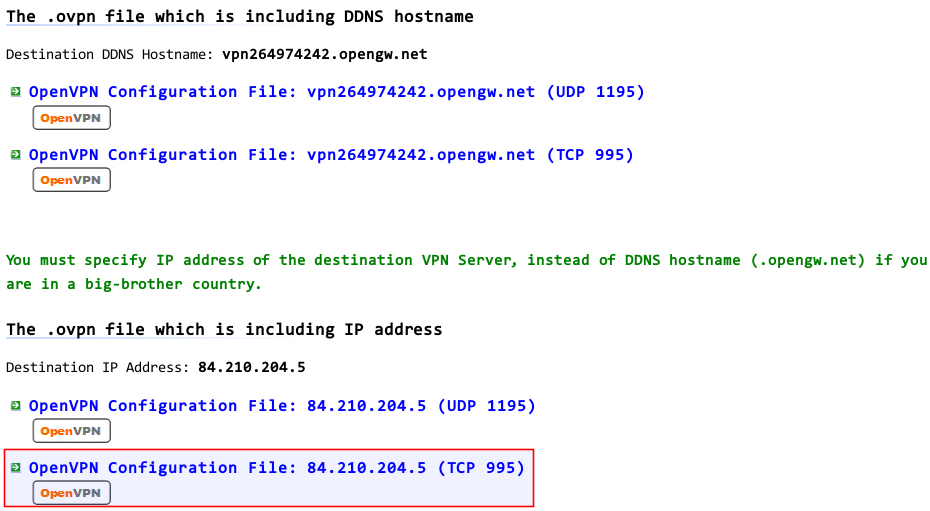 The .ovpn file which is including DDNS hostname
Destination DDNS Hostname: vpn264974242.opengw.net
OpenVPN Configuration File: vpn264974242.opengw.net (UDP 1195)
OpenVPN
OpenVPN Configuration File: vpn264974242.opengw.net (TCP 995)
OpenVPN
You must specify IP address of the destination VPN Server, instead of DDNS hostname (.opengw.net) if you
are in a big-brother country.
The .ovpn file which is including IP address
Destination IP Address: 84.210.204.5
OpenVPN Configuration File: 84.210.204.5 (UDP 1195)
OpenVPN
OpenVPN Configuration File: 84.210.204.5 (TCP 995)
OpenVPN